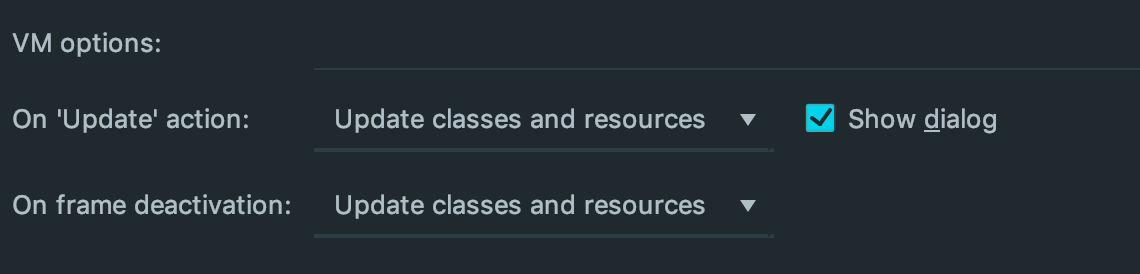 VM options:
On 'Update' action: Update classes and resources Show dialog
On frame deactivation: Update classes and resources